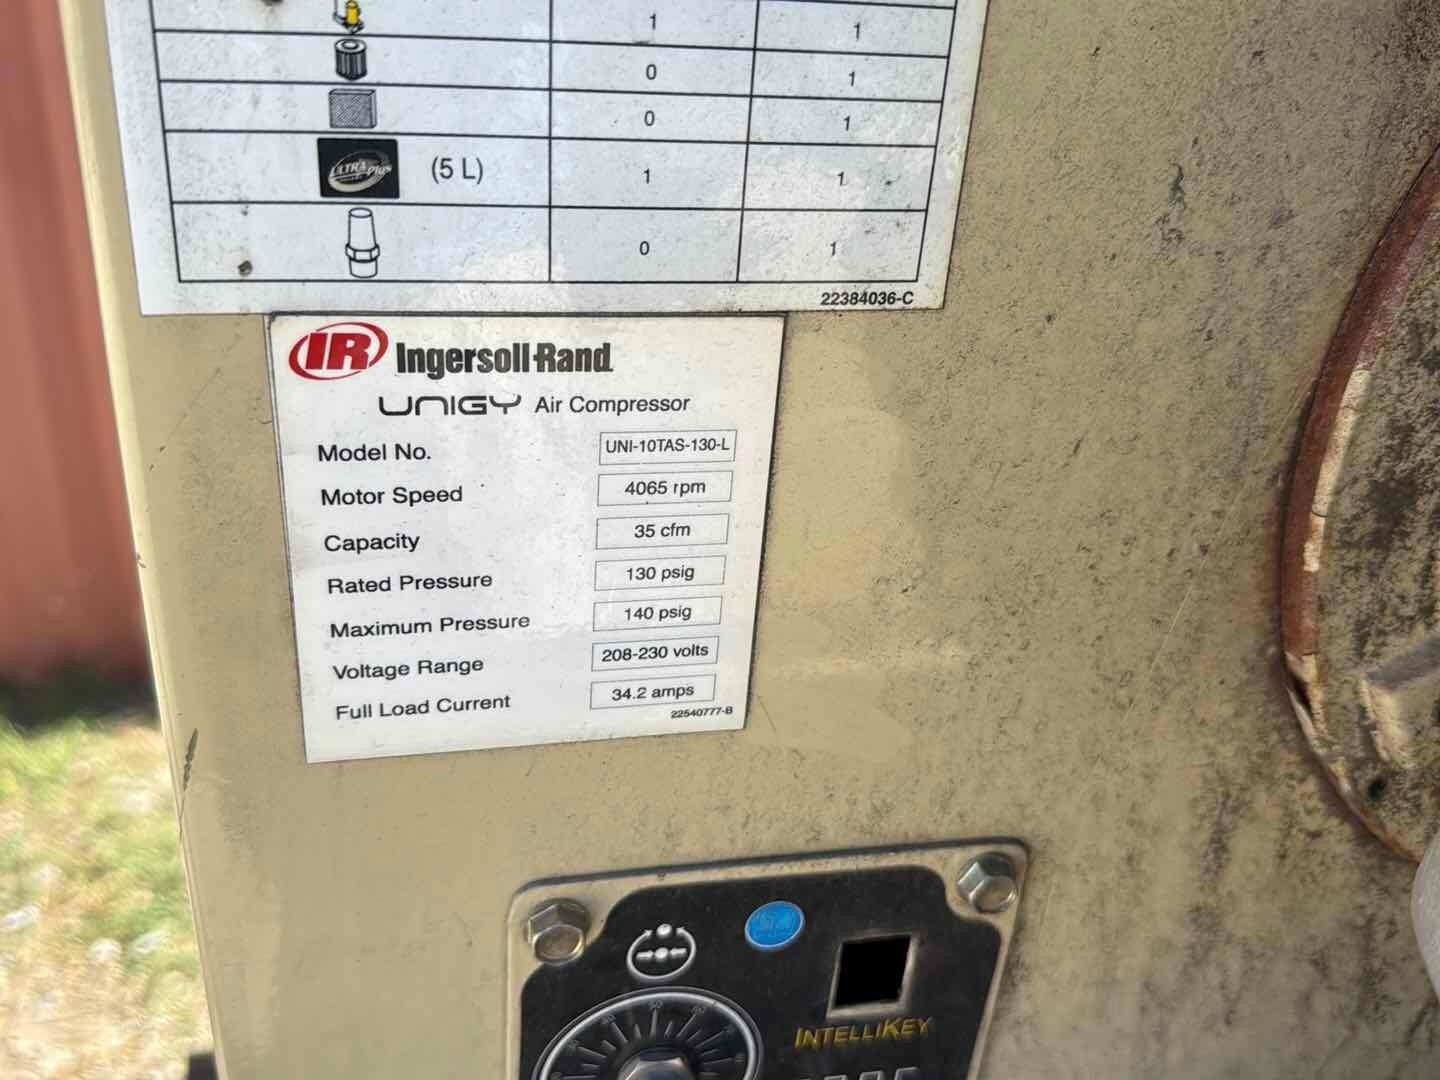 1 1
0 1
0 1
ULTRA Plus (5 L) 1 1
0 1
22384036-C
IR Ingersoll Rand
UNIGY Air Compressor
Model No. UNI-10TAS-130-L
Motor Speed 4065 rpm
Capacity 35 cfm
Rated Pressure 130 psig
Maximum Pressure 140 psig
Voltage Range 208-230 volts
Full Load Current 34.2 amps
22540777-B
INTELLIKEY